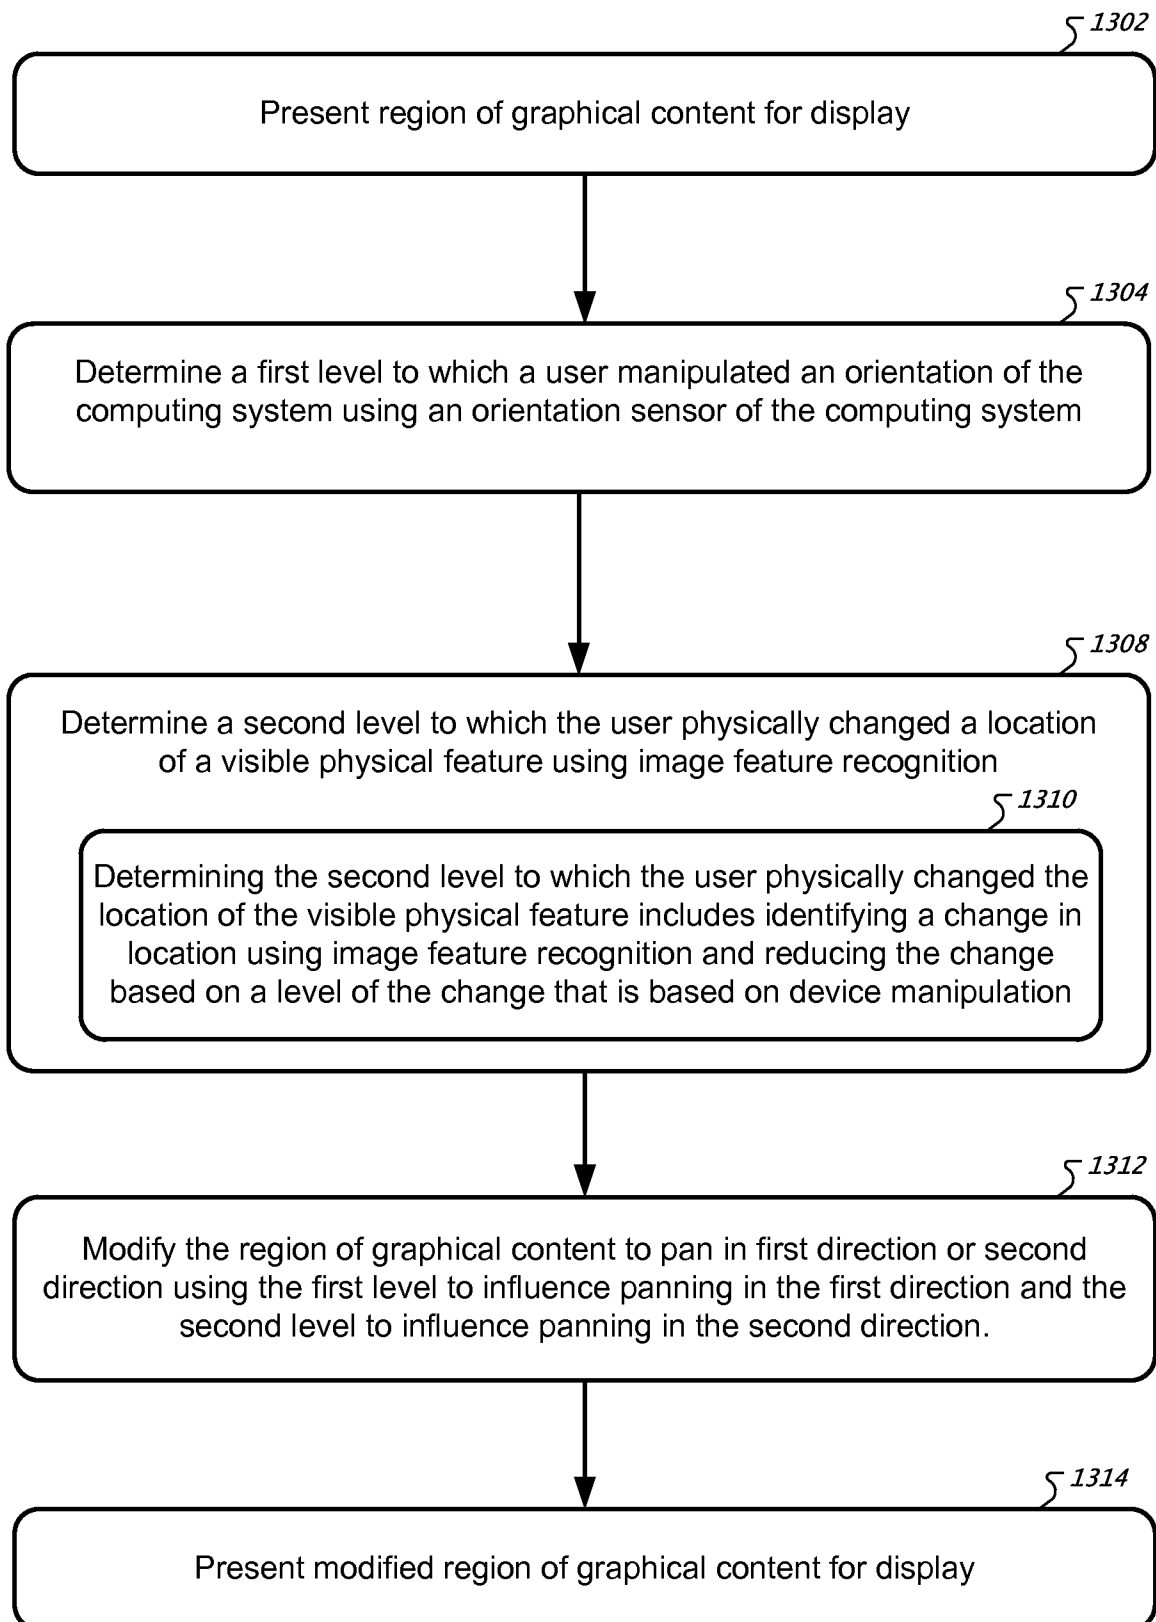 1302
Present region of graphical content for display
1304
Determine a first level to which a user manipulated an orientation of the
computing system using an orientation sensor of the computing system
1308
Determine a second level to which the user physically changed a location
of a visible physical feature using image feature recognition
1310
Determining the second level to which the user physically changed the
location of the visible physical feature includes identifying a change in
location using image feature recognition and reducing the change
based on a level of the change that is based on device manipulation
1312
Modify the region of graphical content to pan in first direction or second
direction using the first level to influence panning in the first direction and the
second level to influence panning in the second direction.
1314
Present modified region of graphical content for display